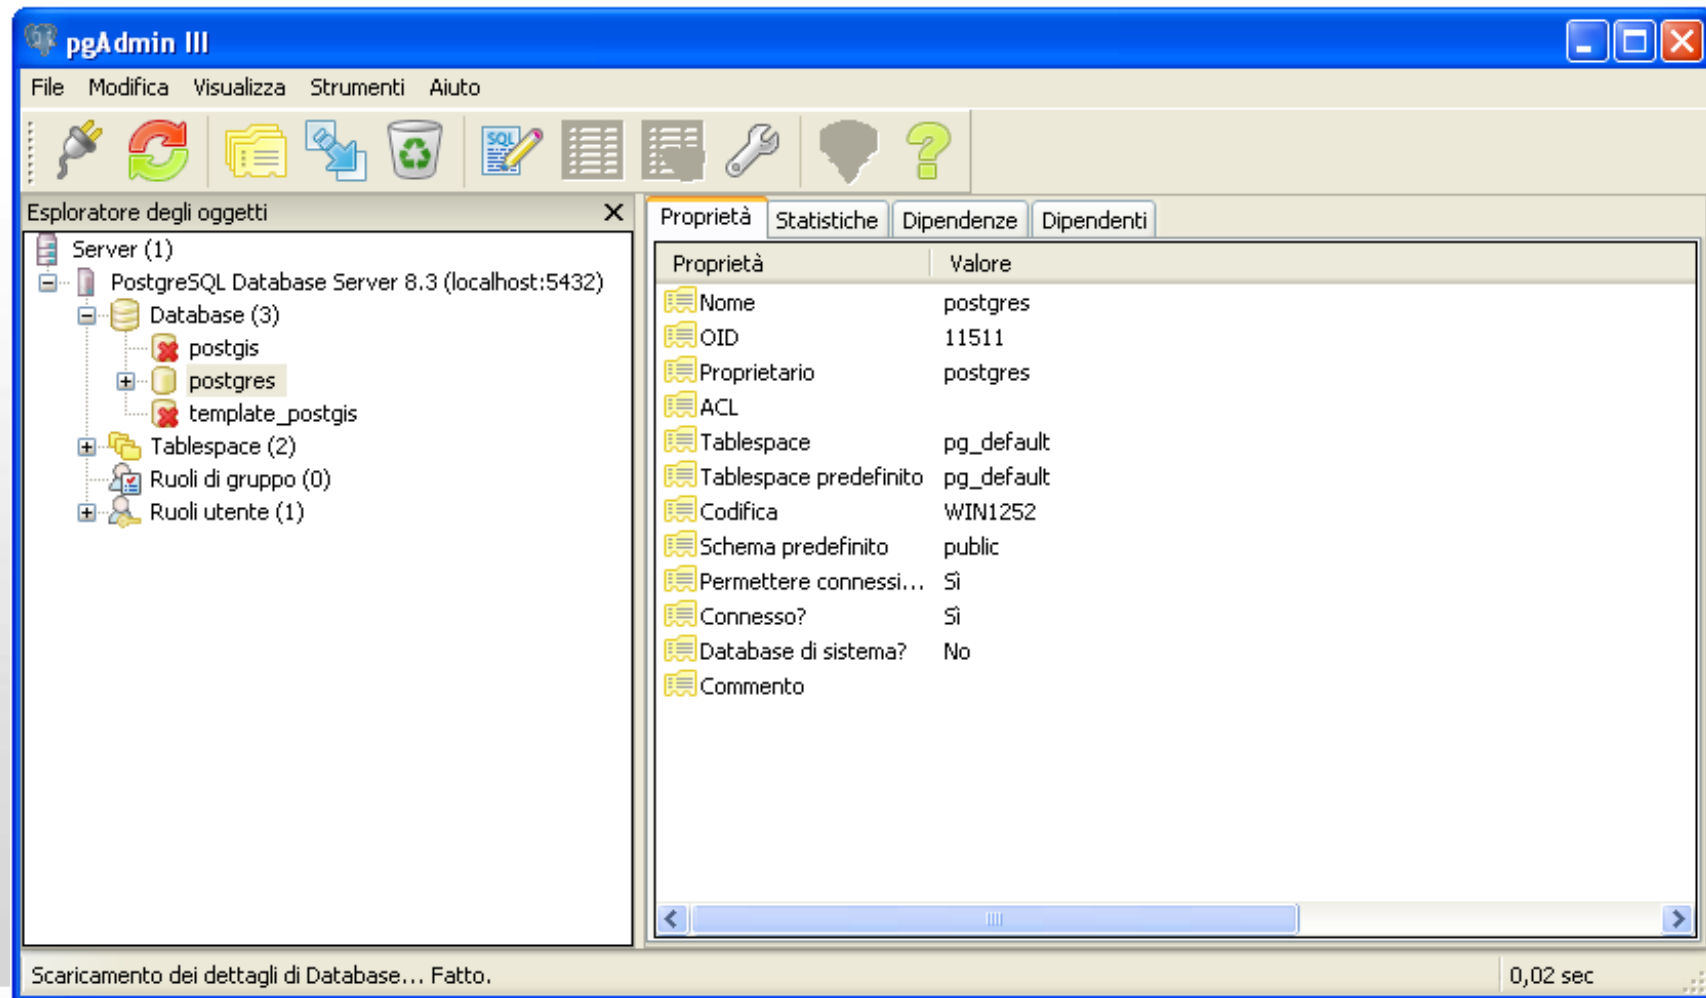 pgAdmin III
File Modifica Visualizza Strumenti Aiuto
SQL
Esploratore degli oggetti
Server (1)
PostgreSQL Database Server 8.3 (localhost:5432)
Database (3)
postgis
postgres
template_postgis
Tablespace (2)
Ruoli di gruppo (0)
Ruoli utente (1)
Proprietà Statistiche Dipendenze Dipendenti
Proprietà Valore
Nome postgres
OID 11511
Proprietario postgres
ACL
Tablespace pg_default
Tablespace predefinito pg_default
Codifica WIN1252
Schema predefinito public
Permettere connessi... Sì
Connesso? Sì
Database di sistema? No
Commento
Scaricamento dei dettagli di Database... Fatto.
0,02 sec